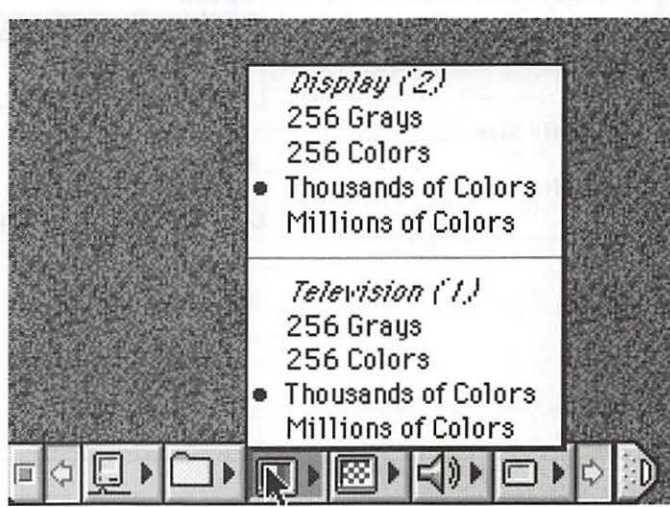 Display (2)
256 Grays
256 Colors
Thousands of Colors
Millions of Colors
Television (1)
256 Grays
256 Colors
Thousands of Colors
Millions of Colors